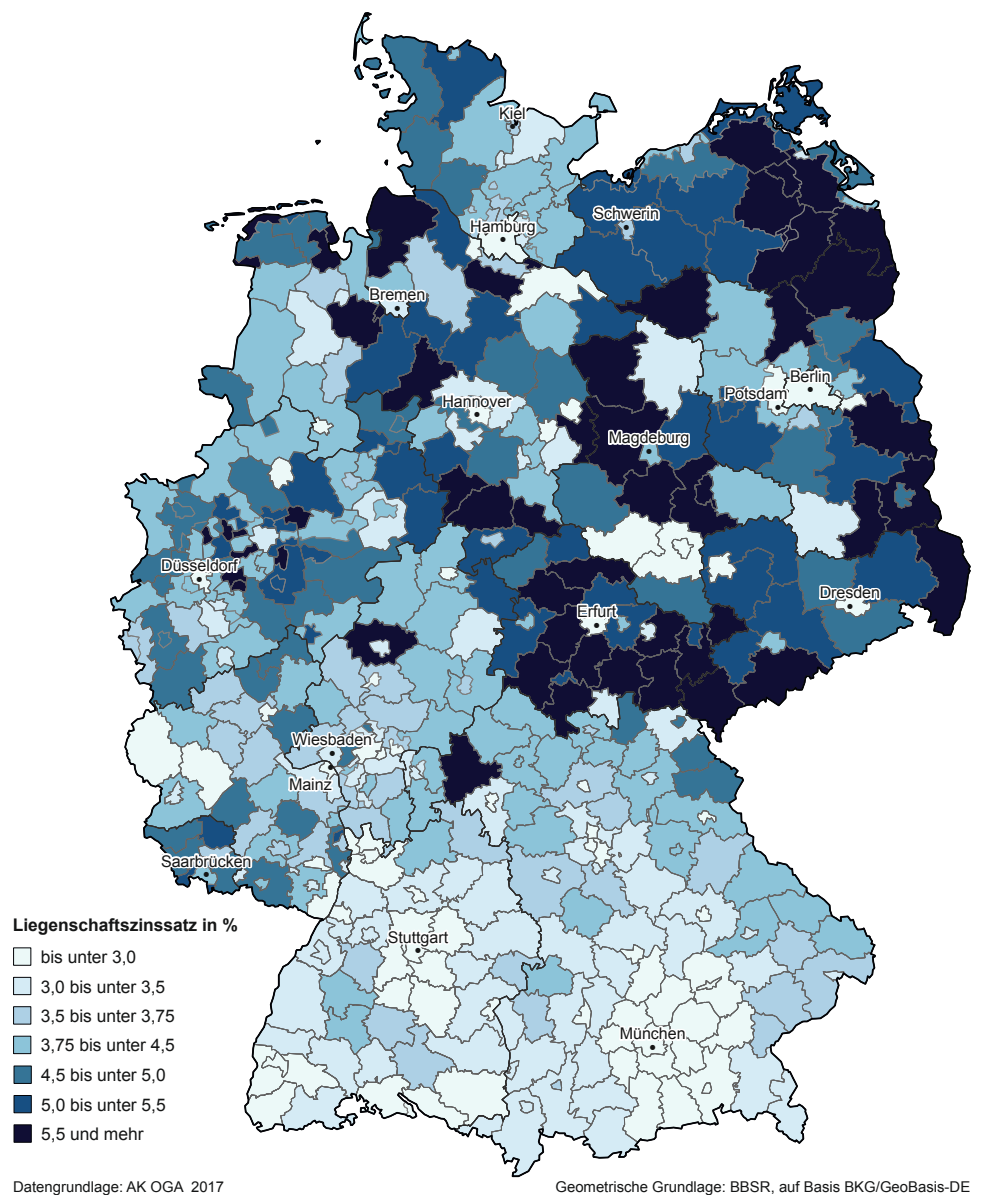 Kiel
Schwerin
Hamburg
Bremen
Berlin
Potsdam
Hannover
Magdeburg
Düsseldorf
Dresden
Erfurt
Wiesbaden
Mainz
Saarbrücken
Stuttgart
München
Liegenschaftszinssatz in %
bis unter 3,0
3,0 bis unter 3,5
3,5 bis unter 3,75
3,75 bis unter 4,5
4,5 bis unter 5,0
5,0 bis unter 5,5
5,5 und mehr
Datengrundlage: AK OGA 2017
Geometrische Grundlage: BBSR, auf Basis BKG/GeoBasis-DE